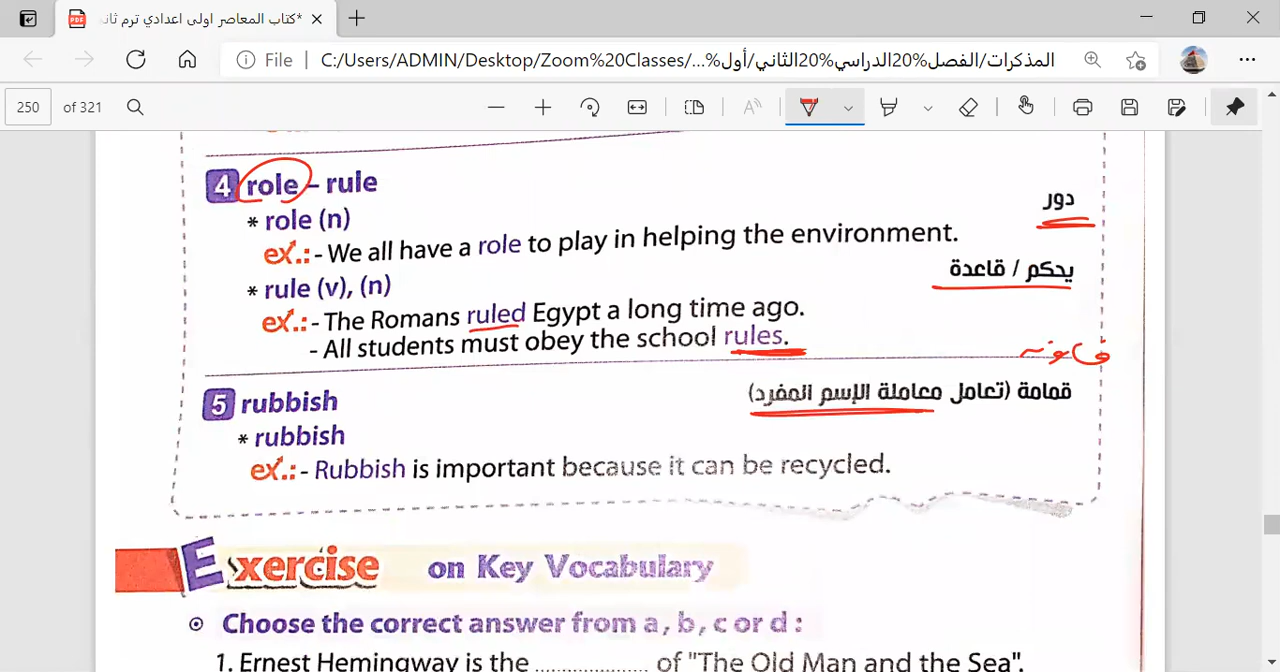 *كتاب المعاصر اولى اعدادي ترم ثان
File C:/Users/ADMIN/Desktop/Zoom%20Classes/...المذكرات/الفصل%20الدراسي%20الثاني/أول%
250 of 321
4 role – rule
* role (n) دور
ex.: - We all have a role to play in helping the environment.
* rule (v), (n) يحكم / قاعدة
ex.: - The Romans ruled Egypt a long time ago.
- All students must obey the school rules.
قانون
5 rubbish
* rubbish قمامة (تعامل معاملة الإسم المفرد)
ex.: - Rubbish is important because it can be recycled.
Exercise on Key Vocabulary
Choose the correct answer from a , b, c or d :
1. Ernest Hemingway is the .................... of "The Old Man and the Sea".